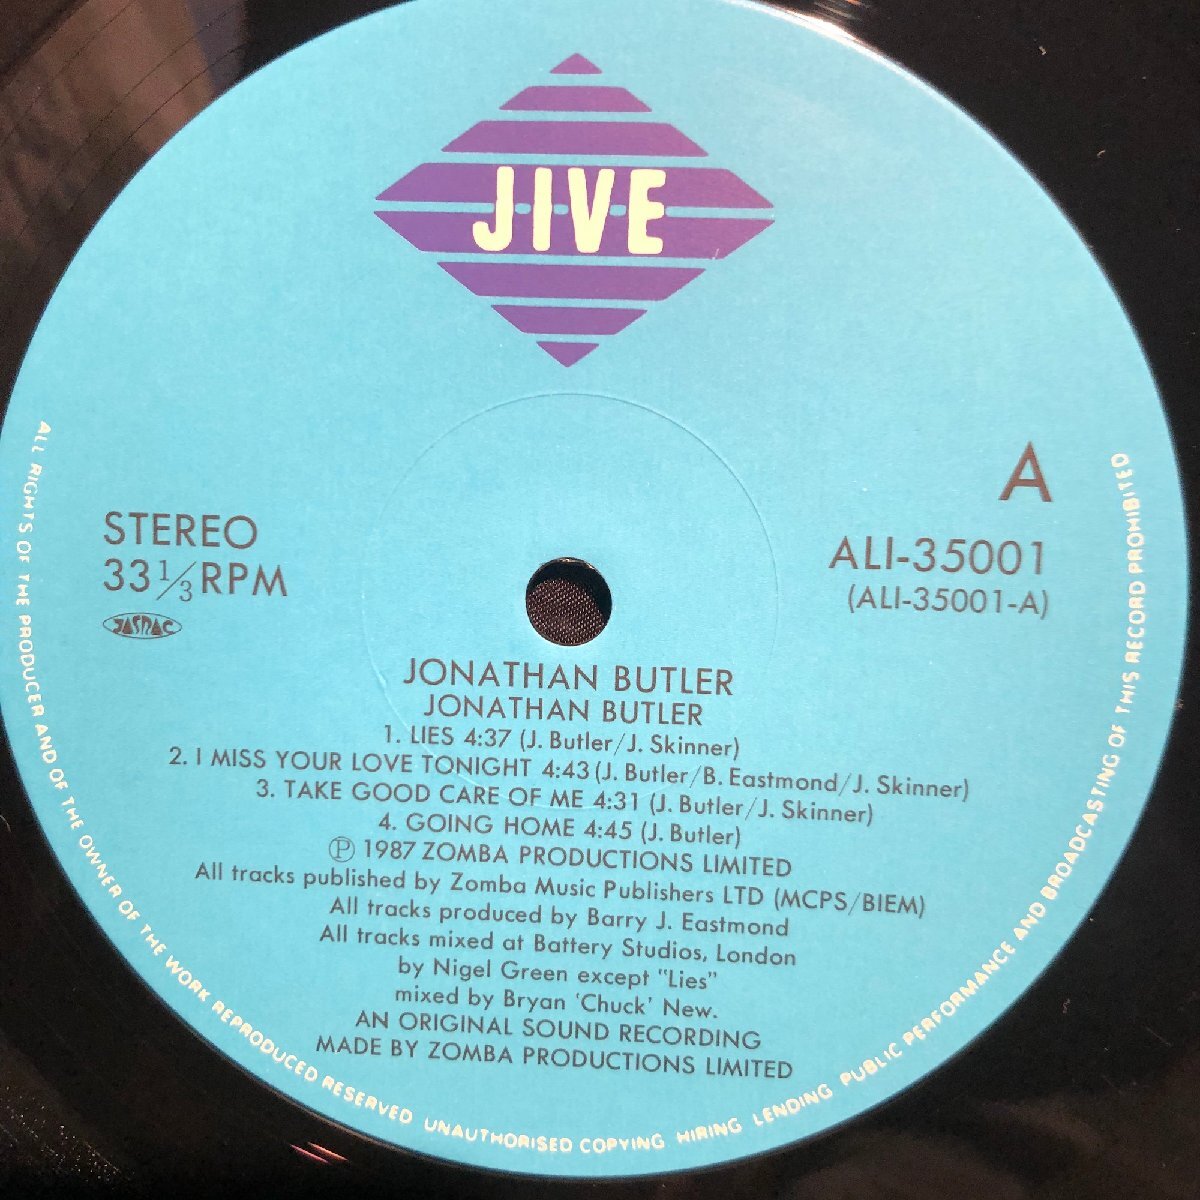 JIVE
A
STEREO
33 1/3 RPM
JASRAC
ALI-35001
(ALI-35001-A)
JONATHAN BUTLER
JONATHAN BUTLER
1. LIES 4:37 (J. Butler/J. Skinner)
2. I MISS YOUR LOVE TONIGHT 4:43 (J. Butler/B. Eastmond/J. Skinner)
3. TAKE GOOD CARE OF ME 4:31 (J. Butler/J. Skinner)
4. GOING HOME 4:45 (J. Butler)
Ⓟ 1987 ZOMBA PRODUCTIONS LIMITED
All tracks published by Zomba Music Publishers LTD (MCPS/BIEM)
All tracks produced by Barry J. Eastmond
All tracks mixed at Battery Studios, London
by Nigel Green except "Lies"
mixed by Bryan 'Chuck' New.
AN ORIGINAL SOUND RECORDING
MADE BY ZOMBA PRODUCTIONS LIMITED
ALL RIGHTS OF THE PRODUCER AND OF THE OWNER OF THE WORK REPRODUCED RESERVED UNAUTHORISED COPYING HIRING LENDING PUBLIC PERFORMANCE AND BROADCASTING OF THIS RECORD PROHIBITED